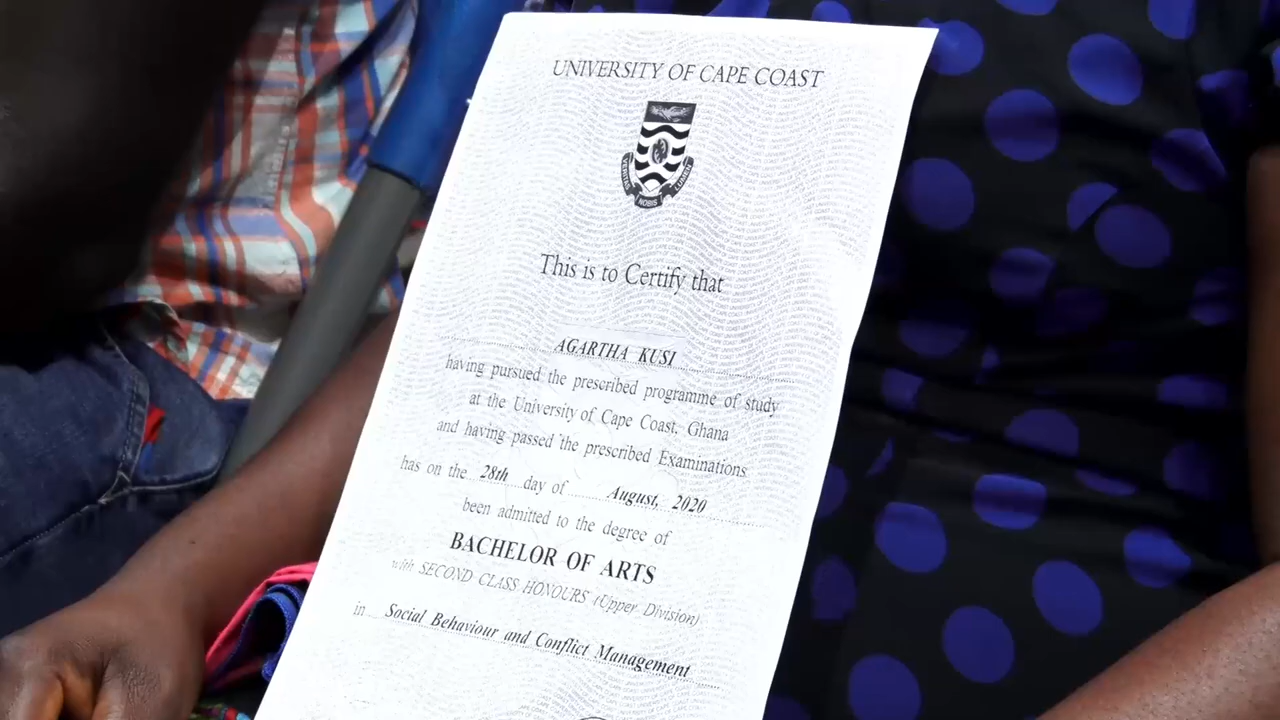 UNIVERSITY OF CAPE COAST
VERITAS NOBIS LUMEN
This is to Certify that
AGARTHA KUSI
having pursued the prescribed programme of study
at the University of Cape Coast, Ghana
and having passed the prescribed Examinations
has on the 28th day of August, 2020
been admitted to the degree of
BACHELOR OF ARTS
with SECOND CLASS HONOURS (Upper Division)
in Social Behaviour and Conflict Management